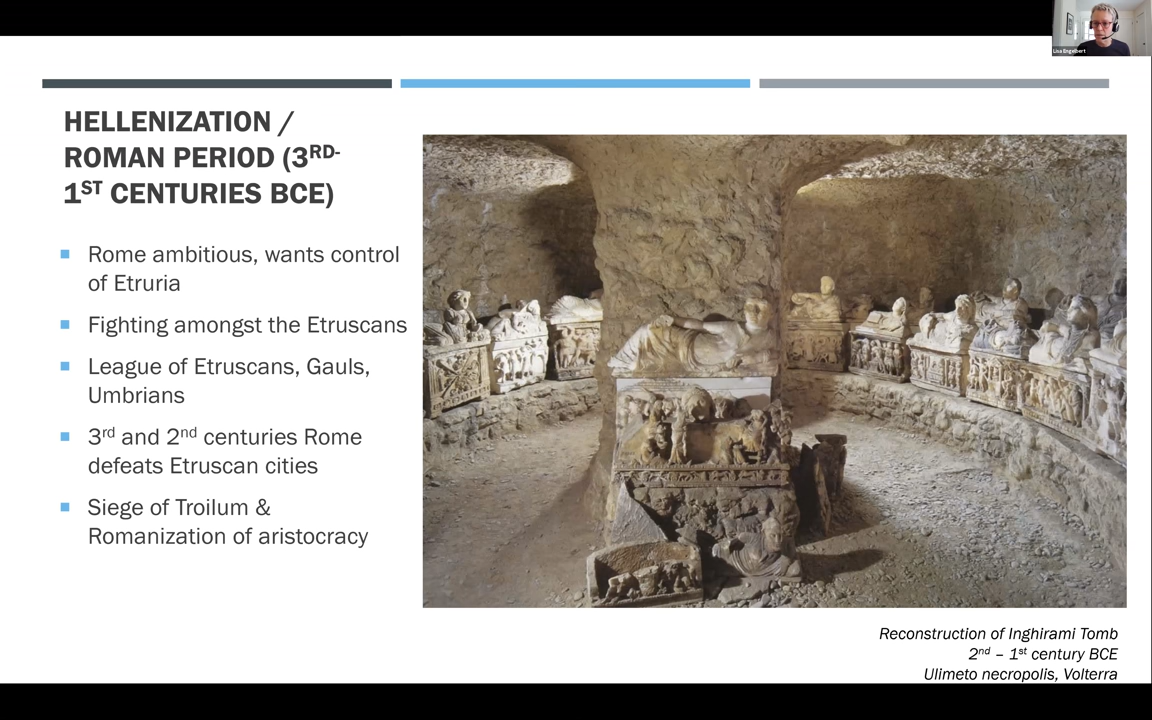 Lisa Engelbert
HELLENIZATION /
ROMAN PERIOD (3RD-
1ST CENTURIES BCE)
Rome ambitious, wants control
of Etruria
Fighting amongst the Etruscans
League of Etruscans, Gauls,
Umbrians
3rd and 2nd centuries Rome
defeats Etruscan cities
Siege of Troilum &
Romanization of aristocracy
Reconstruction of Inghirami Tomb
2nd – 1st century BCE
Ulimeto necropolis, Volterra